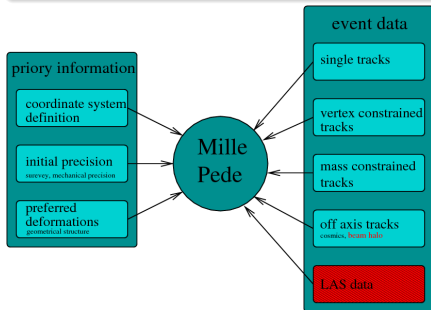 priory information
coordinate system
definition
initial precision
surevey, mechanical precision
preferred
deformations
geometrical structure
Mille
Pede
event data
single tracks
vertex constrained
tracks
mass constrained
tracks
off axis tracks
cosmics, beam halo
LAS data